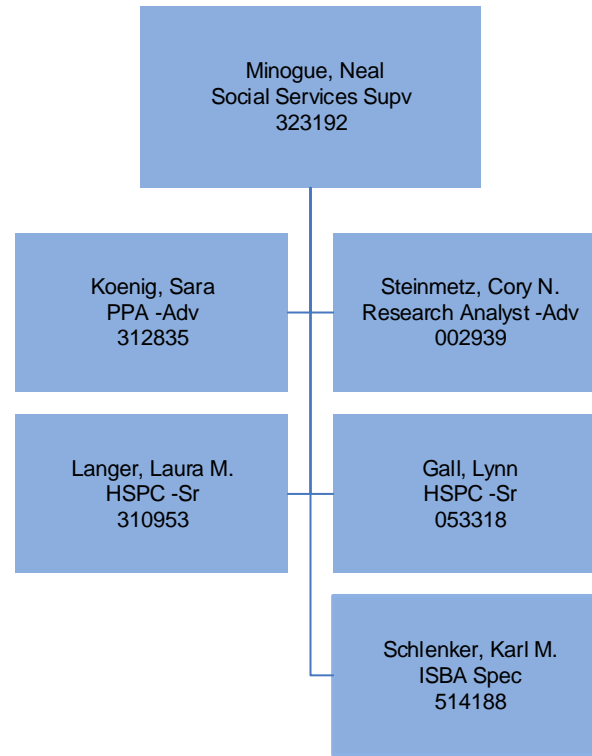 Minogue, Neal
Social Services Supv
323192
Koenig, Sara
PPA -Adv
312835
Steinmetz, Cory N.
Research Analyst -Adv
002939
Langer, Laura M.
HSPC -Sr
310953
Gall, Lynn
HSPC -Sr
053318
Schlenker, Karl M.
ISBA Spec
514188